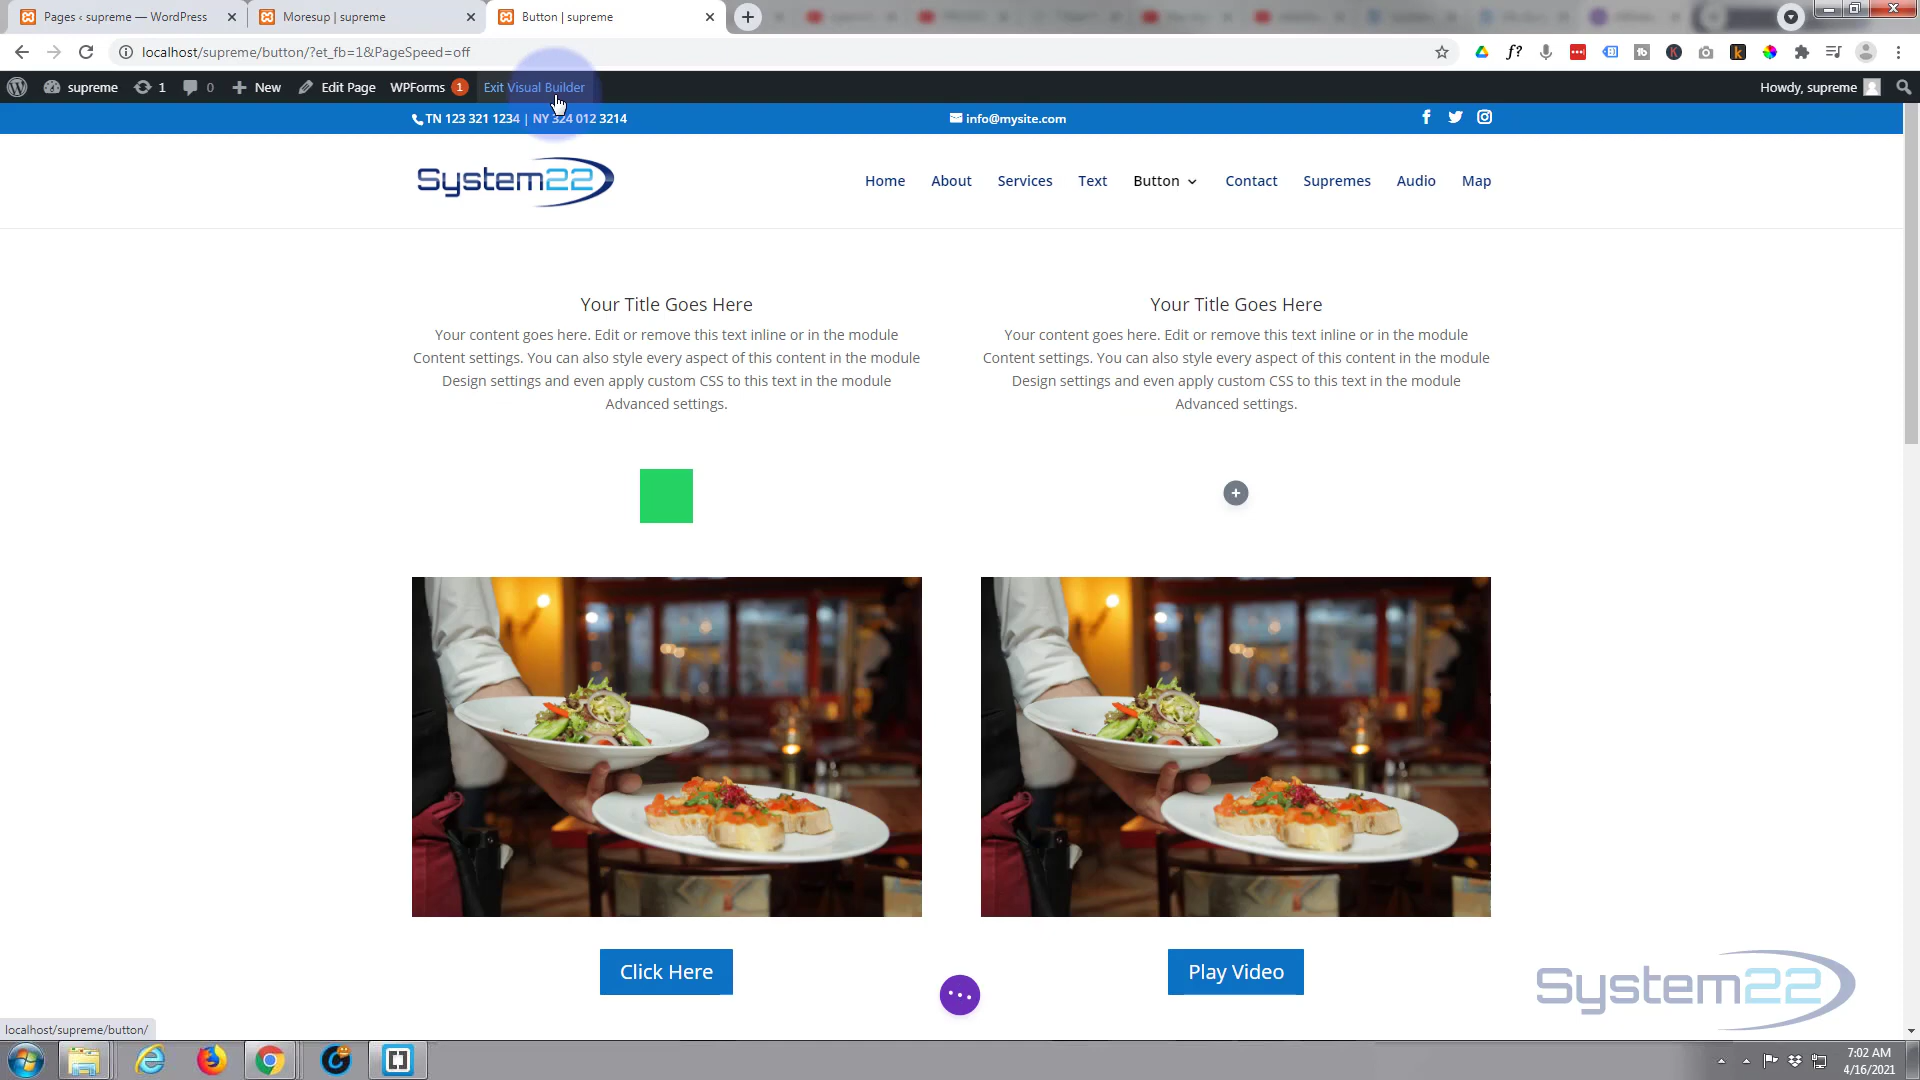 Pages ‹ supreme — WordPress
Moresup | supreme
Button | supreme
localhost/supreme/button/?et_fb=1&PageSpeed=off
supreme
1
0
New
Edit Page
WPForms 1
Exit Visual Builder
Howdy, supreme
TN 123 321 1234 | NY 324 012 3214
info@mysite.com
System22
Home
About
Services
Text
Button
Contact
Supremes
Audio
Map
Your Title Goes Here
Your content goes here. Edit or remove this text inline or in the module
Content settings. You can also style every aspect of this content in the module
Design settings and even apply custom CSS to this text in the module
Advanced settings.
Your Title Goes Here
Your content goes here. Edit or remove this text inline or in the module
Content settings. You can also style every aspect of this content in the module
Design settings and even apply custom CSS to this text in the module
Advanced settings.
Click Here
Play Video
System22
localhost/supreme/button/
7:02 AM
4/16/2021